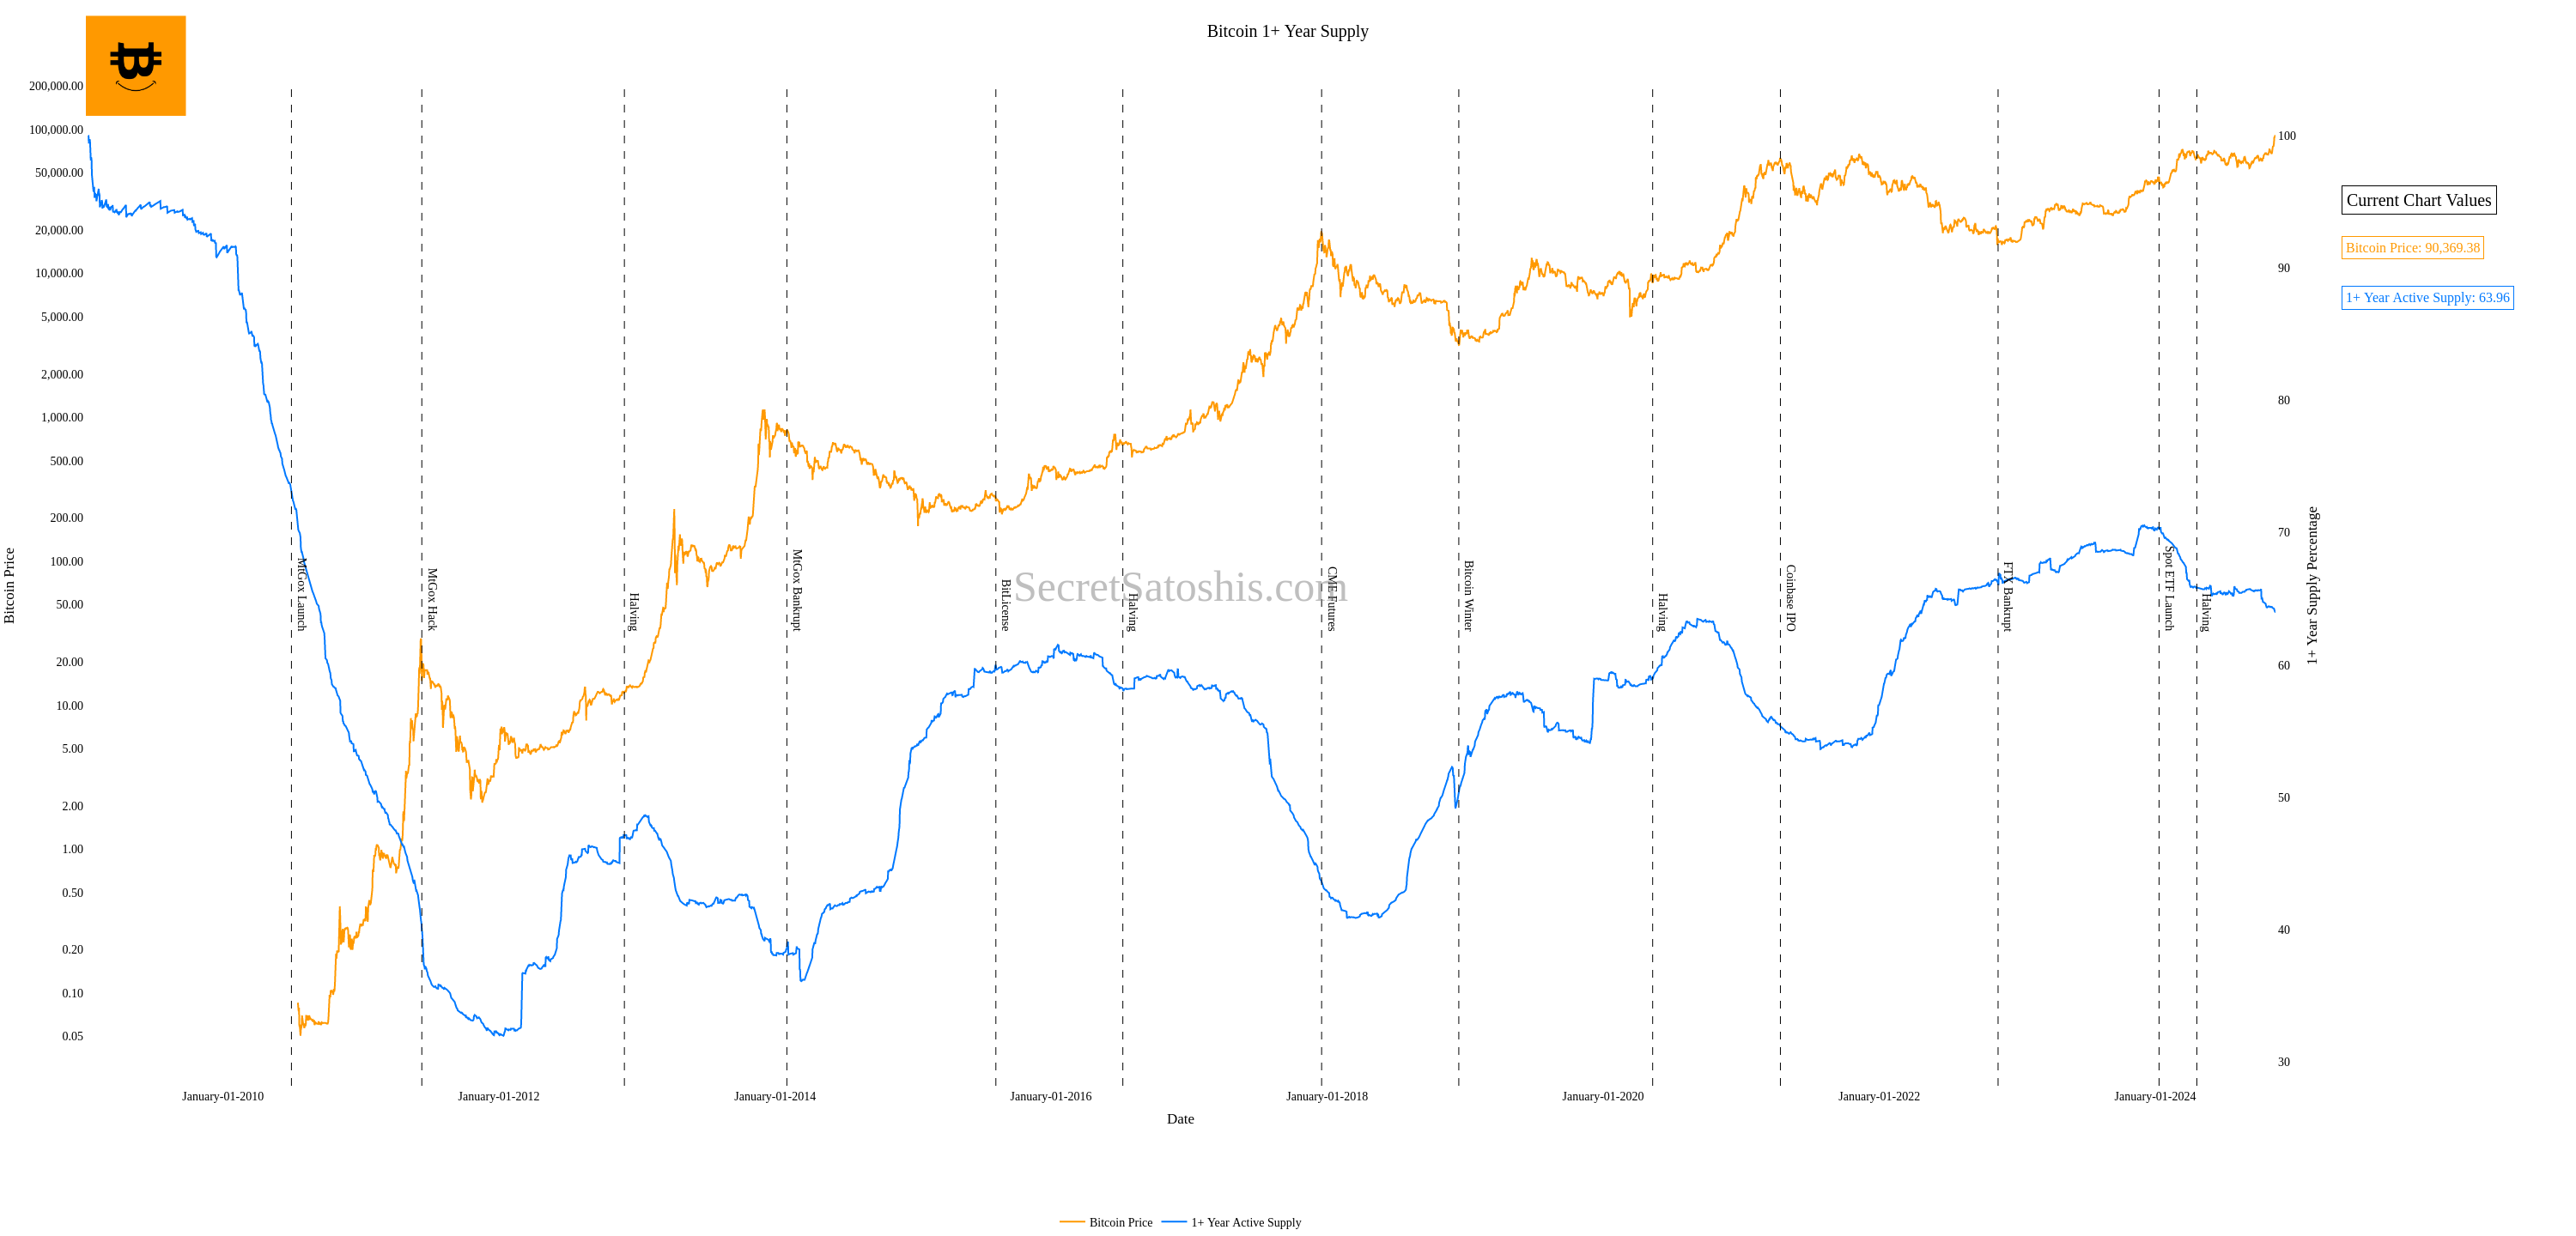 Bitcoin 1+ Year Supply
200,000.00
100,000.00
50,000.00
20,000.00
10,000.00
5,000.00
2,000.00
1,000.00
500.00
200.00
100.00
50.00
20.00
10.00
5.00
2.00
1.00
0.50
0.20
0.10
0.05
Bitcoin Price
MtGox Launch
MtGox Hack
Halving
MtGox Bankrupt
BitLicense
Halving
CME Futures
Bitcoin Winter
Halving
Coinbase IPO
FTX Bankrupt
Spot ETF Launch
Halving
SecretSatoshis.com
100
90
80
70
60
50
40
30
1+ Year Supply Percentage
Current Chart Values
Bitcoin Price: 90,369.38
1+ Year Active Supply: 63.96
January-01-2010
January-01-2012
January-01-2014
January-01-2016
January-01-2018
January-01-2020
January-01-2022
January-01-2024
Date
Bitcoin Price
1+ Year Active Supply